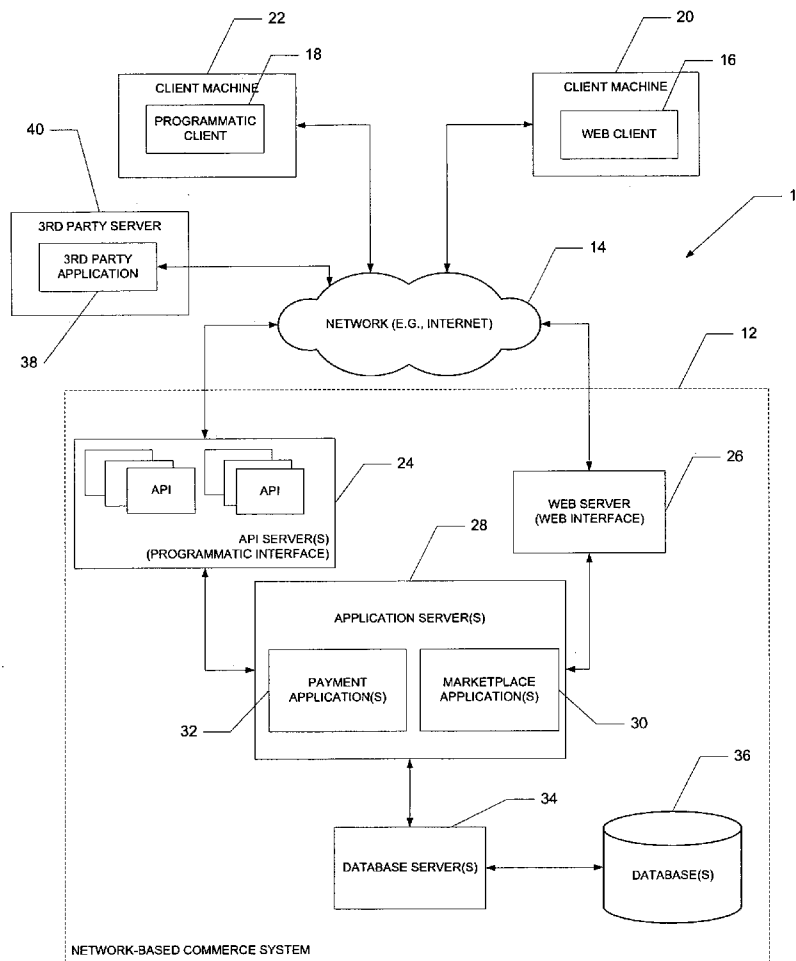 22
20
18
16
CLIENT MACHINE
CLIENT MACHINE
PROGRAMMATIC
CLIENT
WEB CLIENT
40
1
3RD PARTY SERVER
3RD PARTY
APPLICATION
14
NETWORK (E.G., INTERNET)
38
12
24
26
API
API
WEB SERVER
(WEB INTERFACE)
API SERVER(S)
(PROGRAMMATIC INTERFACE)
28
APPLICATION SERVER(S)
PAYMENT
APPLICATION(S)
MARKETPLACE
APPLICATION(S)
32
30
36
34
DATABASE SERVER(S)
DATABASE(S)
NETWORK-BASED COMMERCE SYSTEM